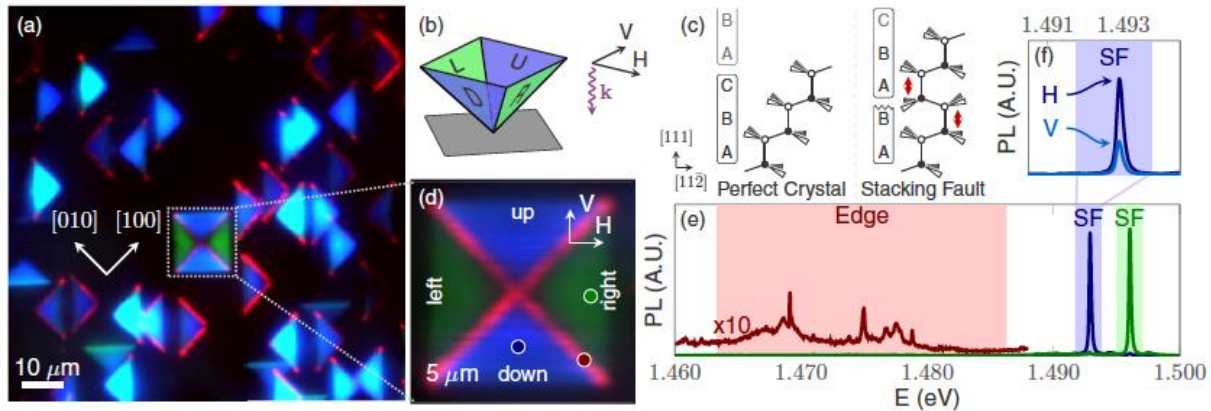 (a)
[010] [100]
10 μm
(b)
L U
D R
V
H
k
(c)
B
A
C
B
A
[111]
[112̄]
Perfect Crystal
C
B
A
B
A
Stacking Fault
(d)
up
V
H
left
right
down
5 μm
(e)
Edge
x10
SF SF
PL (A.U.)
1.460 1.470 1.480 1.490 1.500
E (eV)
1.491 1.493
(f)
SF
H
V
PL (A.U.)